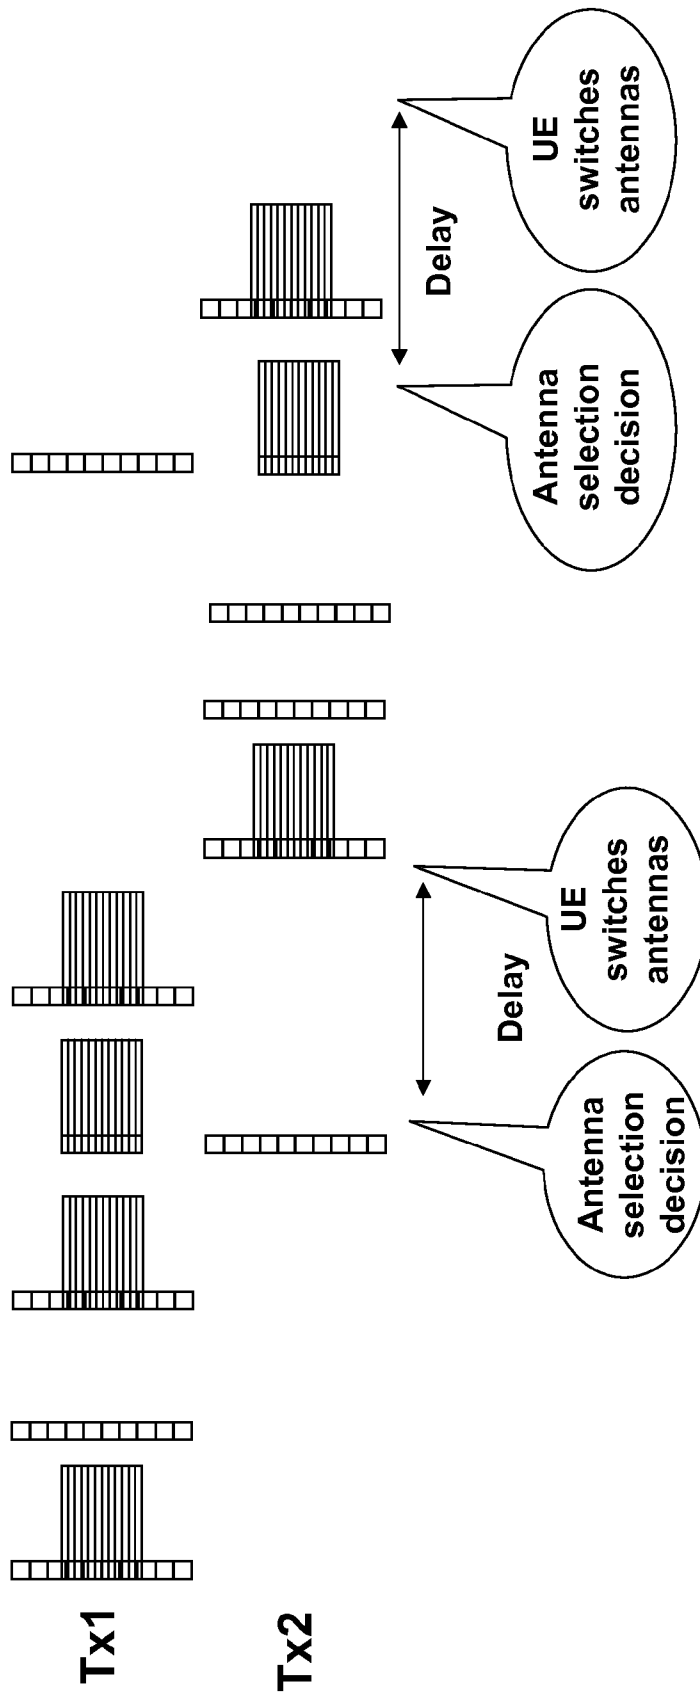 Tx1
Tx2
Antenna
selection
decision
Delay
UE
switches
antennas
Antenna
selection
decision
Delay
UE
switches
antennas